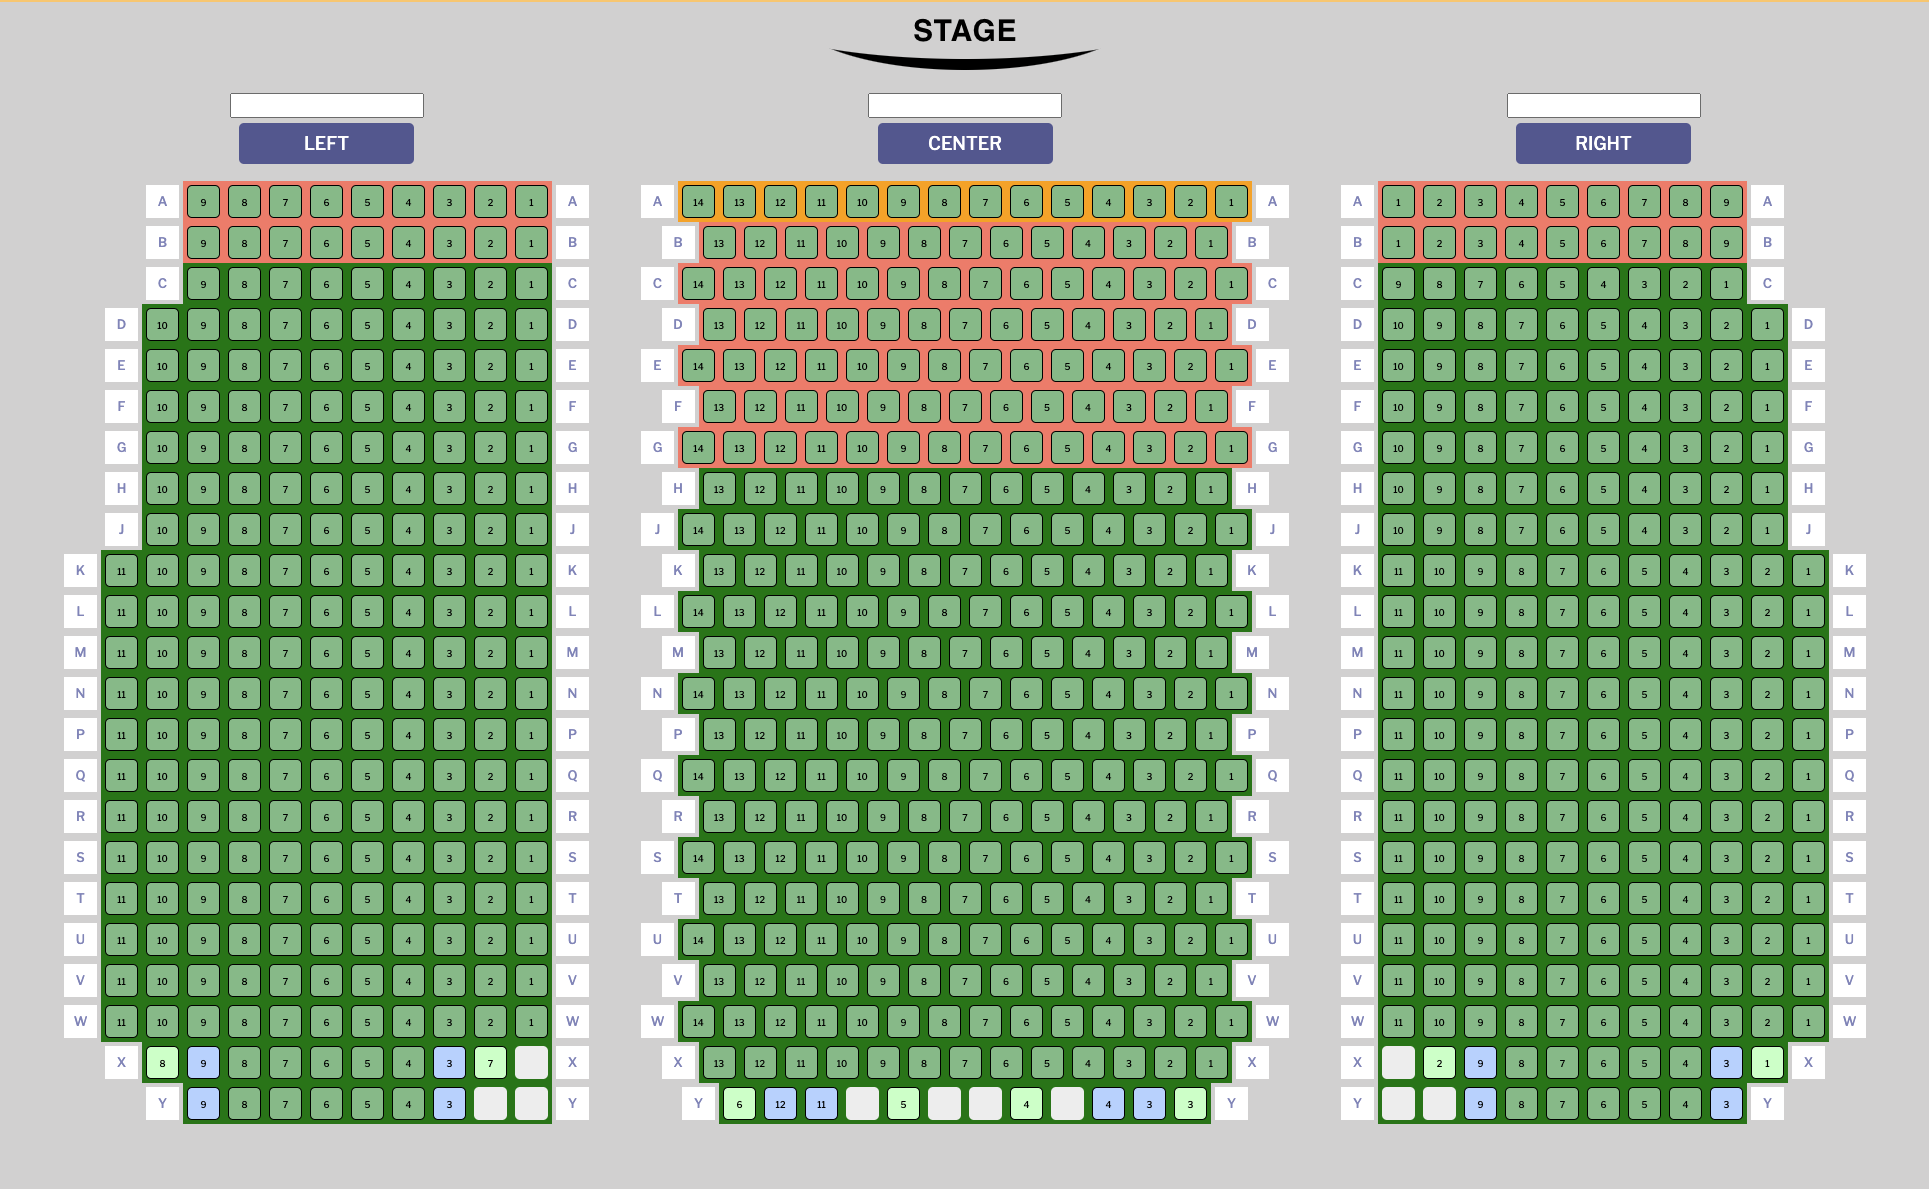 STAGE
LEFT CENTER RIGHT
A 9 8 7 6 5 4 3 2 1 A A 14 13 12 11 10 9 8 7 6 5 4 3 2 1 A A 1 2 3 4 5 6 7 8 9 A
B 9 8 7 6 5 4 3 2 1 B B 13 12 11 10 9 8 7 6 5 4 3 2 1 B B 1 2 3 4 5 6 7 8 9 B
C 9 8 7 6 5 4 3 2 1 C C 14 13 12 11 10 9 8 7 6 5 4 3 2 1 C C 9 8 7 6 5 4 3 2 1 C
D 10 9 8 7 6 5 4 3 2 1 D D 13 12 11 10 9 8 7 6 5 4 3 2 1 D D 10 9 8 7 6 5 4 3 2 1 D
E 10 9 8 7 6 5 4 3 2 1 E E 14 13 12 11 10 9 8 7 6 5 4 3 2 1 E E 10 9 8 7 6 5 4 3 2 1 E
F 10 9 8 7 6 5 4 3 2 1 F F 13 12 11 10 9 8 7 6 5 4 3 2 1 F F 10 9 8 7 6 5 4 3 2 1 F
G 10 9 8 7 6 5 4 3 2 1 G G 14 13 12 11 10 9 8 7 6 5 4 3 2 1 G G 10 9 8 7 6 5 4 3 2 1 G
H 10 9 8 7 6 5 4 3 2 1 H H 13 12 11 10 9 8 7 6 5 4 3 2 1 H H 10 9 8 7 6 5 4 3 2 1 H
J 10 9 8 7 6 5 4 3 2 1 J J 14 13 12 11 10 9 8 7 6 5 4 3 2 1 J J 10 9 8 7 6 5 4 3 2 1 J
K 11 10 9 8 7 6 5 4 3 2 1 K K 13 12 11 10 9 8 7 6 5 4 3 2 1 K K 11 10 9 8 7 6 5 4 3 2 1 K
L 11 10 9 8 7 6 5 4 3 2 1 L L 14 13 12 11 10 9 8 7 6 5 4 3 2 1 L L 11 10 9 8 7 6 5 4 3 2 1 L
M 11 10 9 8 7 6 5 4 3 2 1 M M 13 12 11 10 9 8 7 6 5 4 3 2 1 M M 11 10 9 8 7 6 5 4 3 2 1 M
N 11 10 9 8 7 6 5 4 3 2 1 N N 14 13 12 11 10 9 8 7 6 5 4 3 2 1 N N 11 10 9 8 7 6 5 4 3 2 1 N
P 11 10 9 8 7 6 5 4 3 2 1 P P 13 12 11 10 9 8 7 6 5 4 3 2 1 P P 11 10 9 8 7 6 5 4 3 2 1 P
Q 11 10 9 8 7 6 5 4 3 2 1 Q Q 14 13 12 11 10 9 8 7 6 5 4 3 2 1 Q Q 11 10 9 8 7 6 5 4 3 2 1 Q
R 11 10 9 8 7 6 5 4 3 2 1 R R 13 12 11 10 9 8 7 6 5 4 3 2 1 R R 11 10 9 8 7 6 5 4 3 2 1 R
S 11 10 9 8 7 6 5 4 3 2 1 S S 14 13 12 11 10 9 8 7 6 5 4 3 2 1 S S 11 10 9 8 7 6 5 4 3 2 1 S
T 11 10 9 8 7 6 5 4 3 2 1 T T 13 12 11 10 9 8 7 6 5 4 3 2 1 T T 11 10 9 8 7 6 5 4 3 2 1 T
U 11 10 9 8 7 6 5 4 3 2 1 U U 14 13 12 11 10 9 8 7 6 5 4 3 2 1 U U 11 10 9 8 7 6 5 4 3 2 1 U
V 11 10 9 8 7 6 5 4 3 2 1 V V 13 12 11 10 9 8 7 6 5 4 3 2 1 V V 11 10 9 8 7 6 5 4 3 2 1 V
W 11 10 9 8 7 6 5 4 3 2 1 W W 14 13 12 11 10 9 8 7 6 5 4 3 2 1 W W 11 10 9 8 7 6 5 4 3 2 1 W
X 8 9 8 7 6 5 4 3 7 X X 13 12 11 10 9 8 7 6 5 4 3 2 1 X X 2 9 8 7 6 5 4 3 1 X
Y 9 8 7 6 5 4 3 Y Y 6 12 11 5 4 4 3 3 Y Y 9 8 7 6 5 4 3 Y